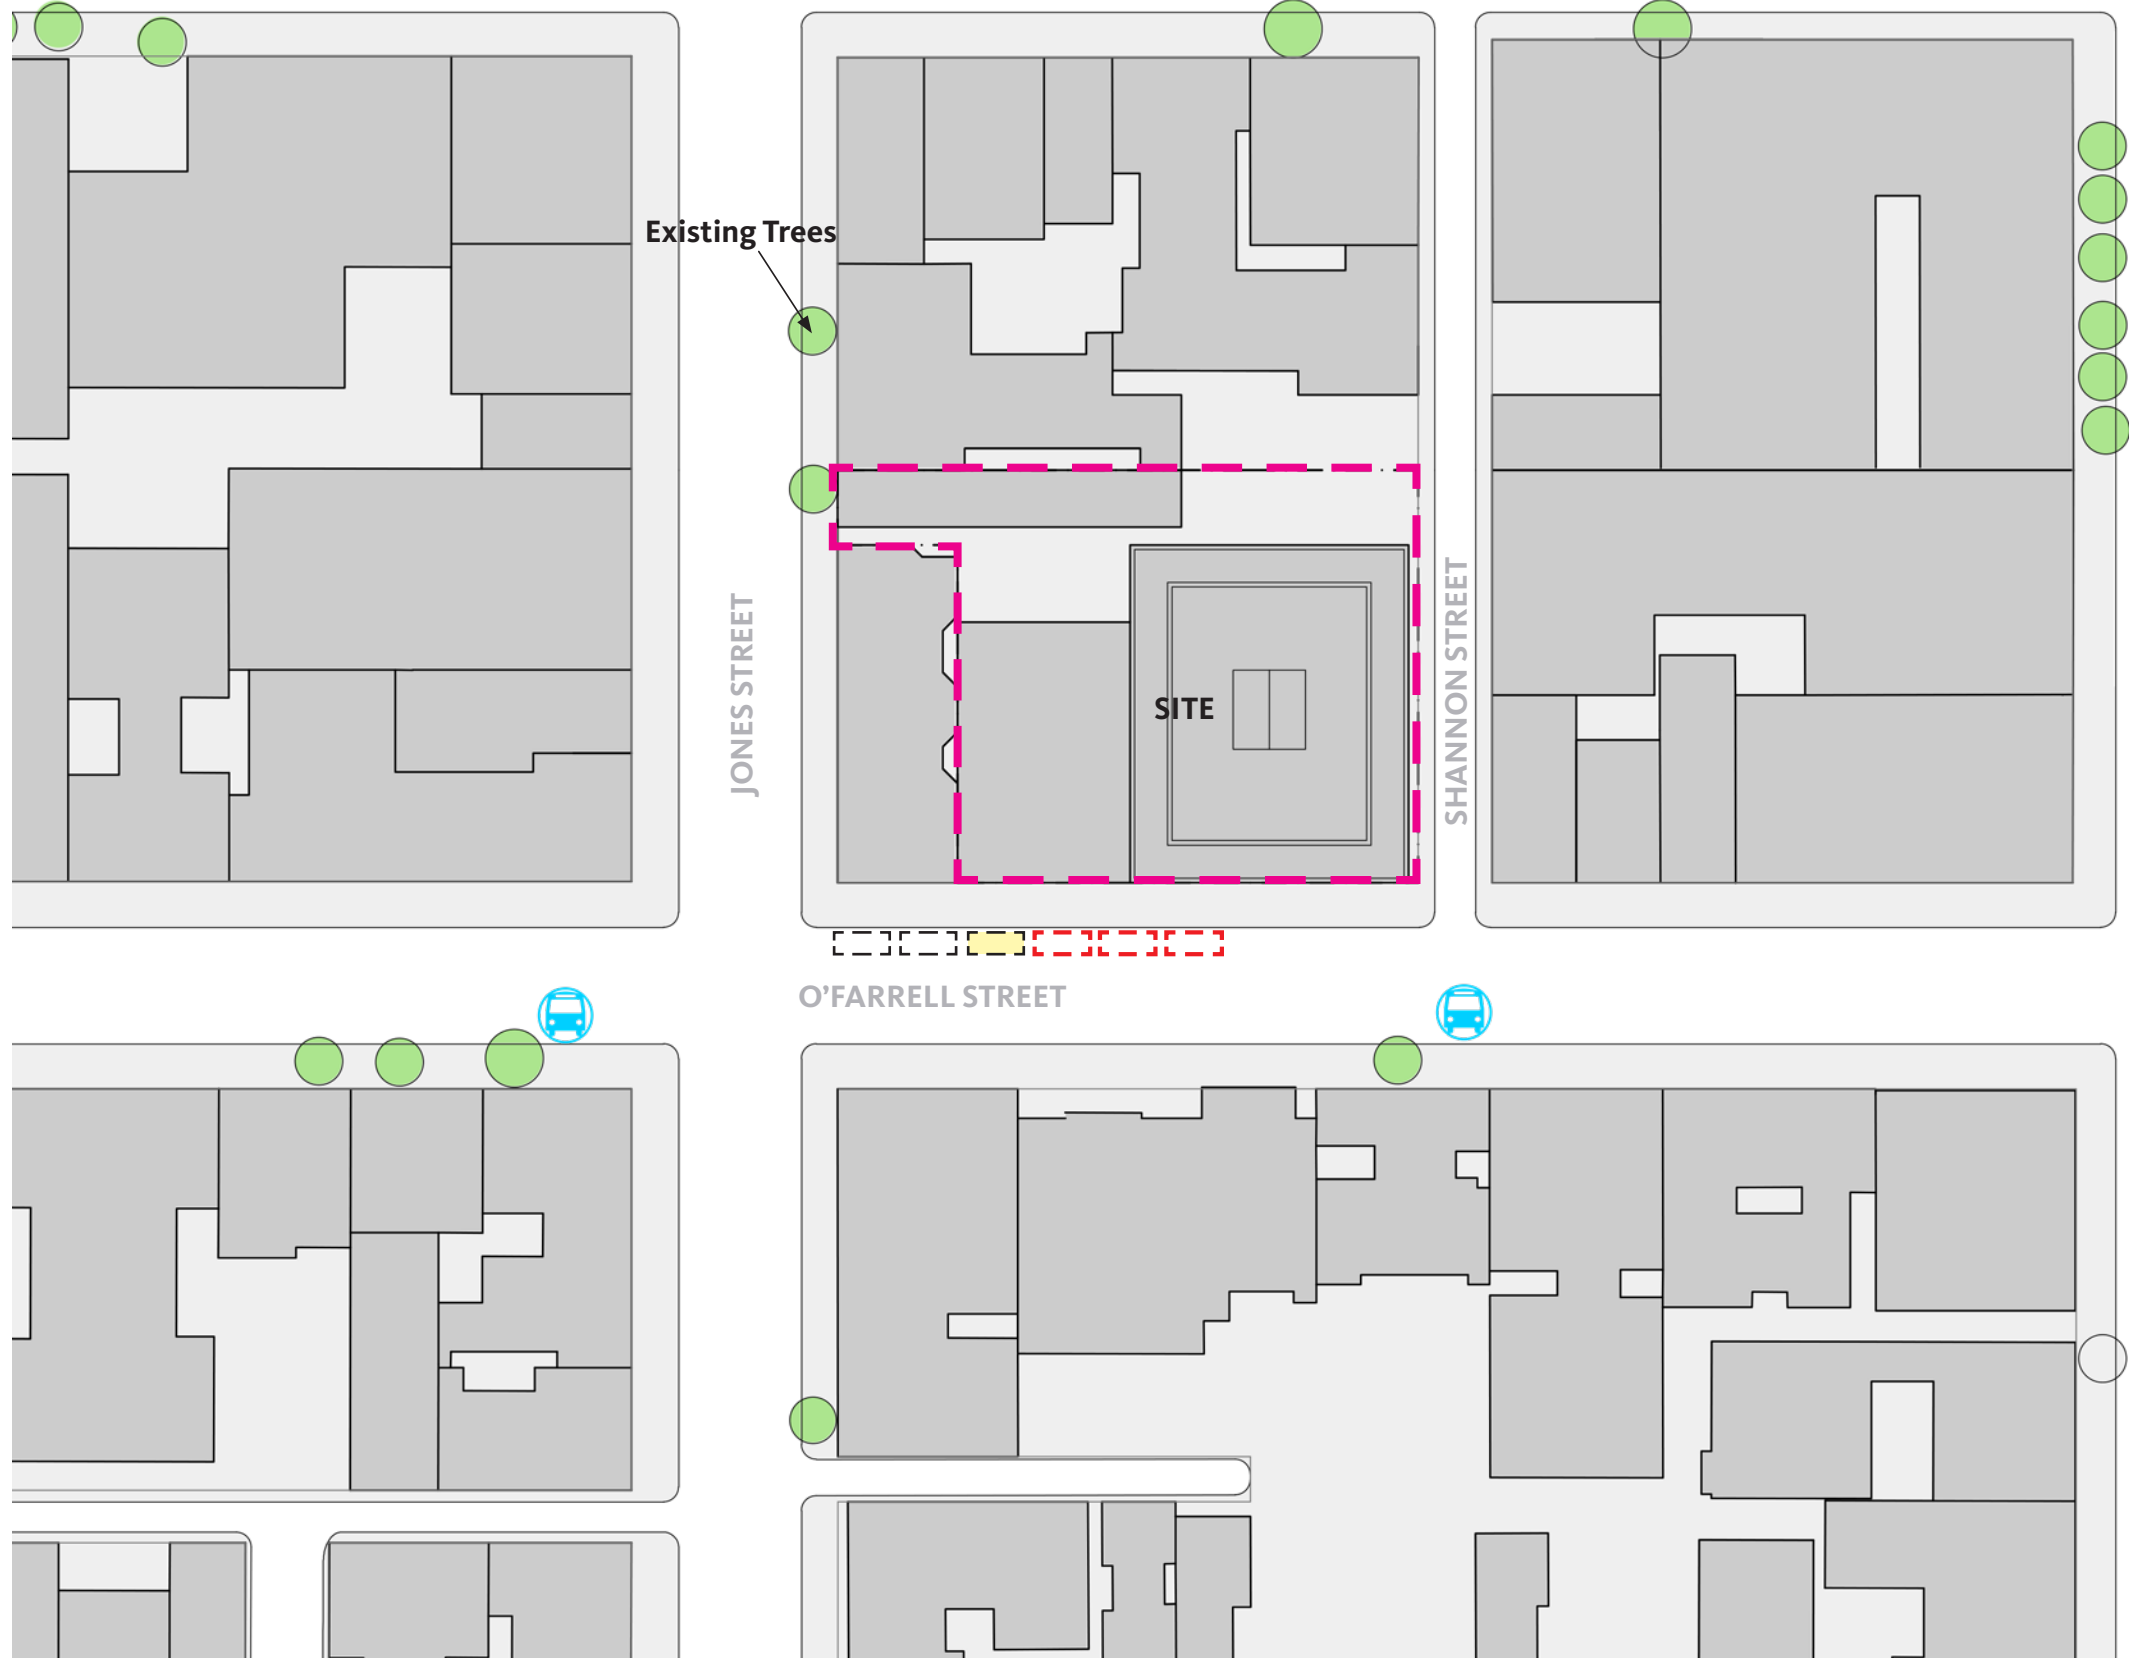 Existing Trees
JONES STREET
SHANNON STREET
SITE
O’FARRELL STREET